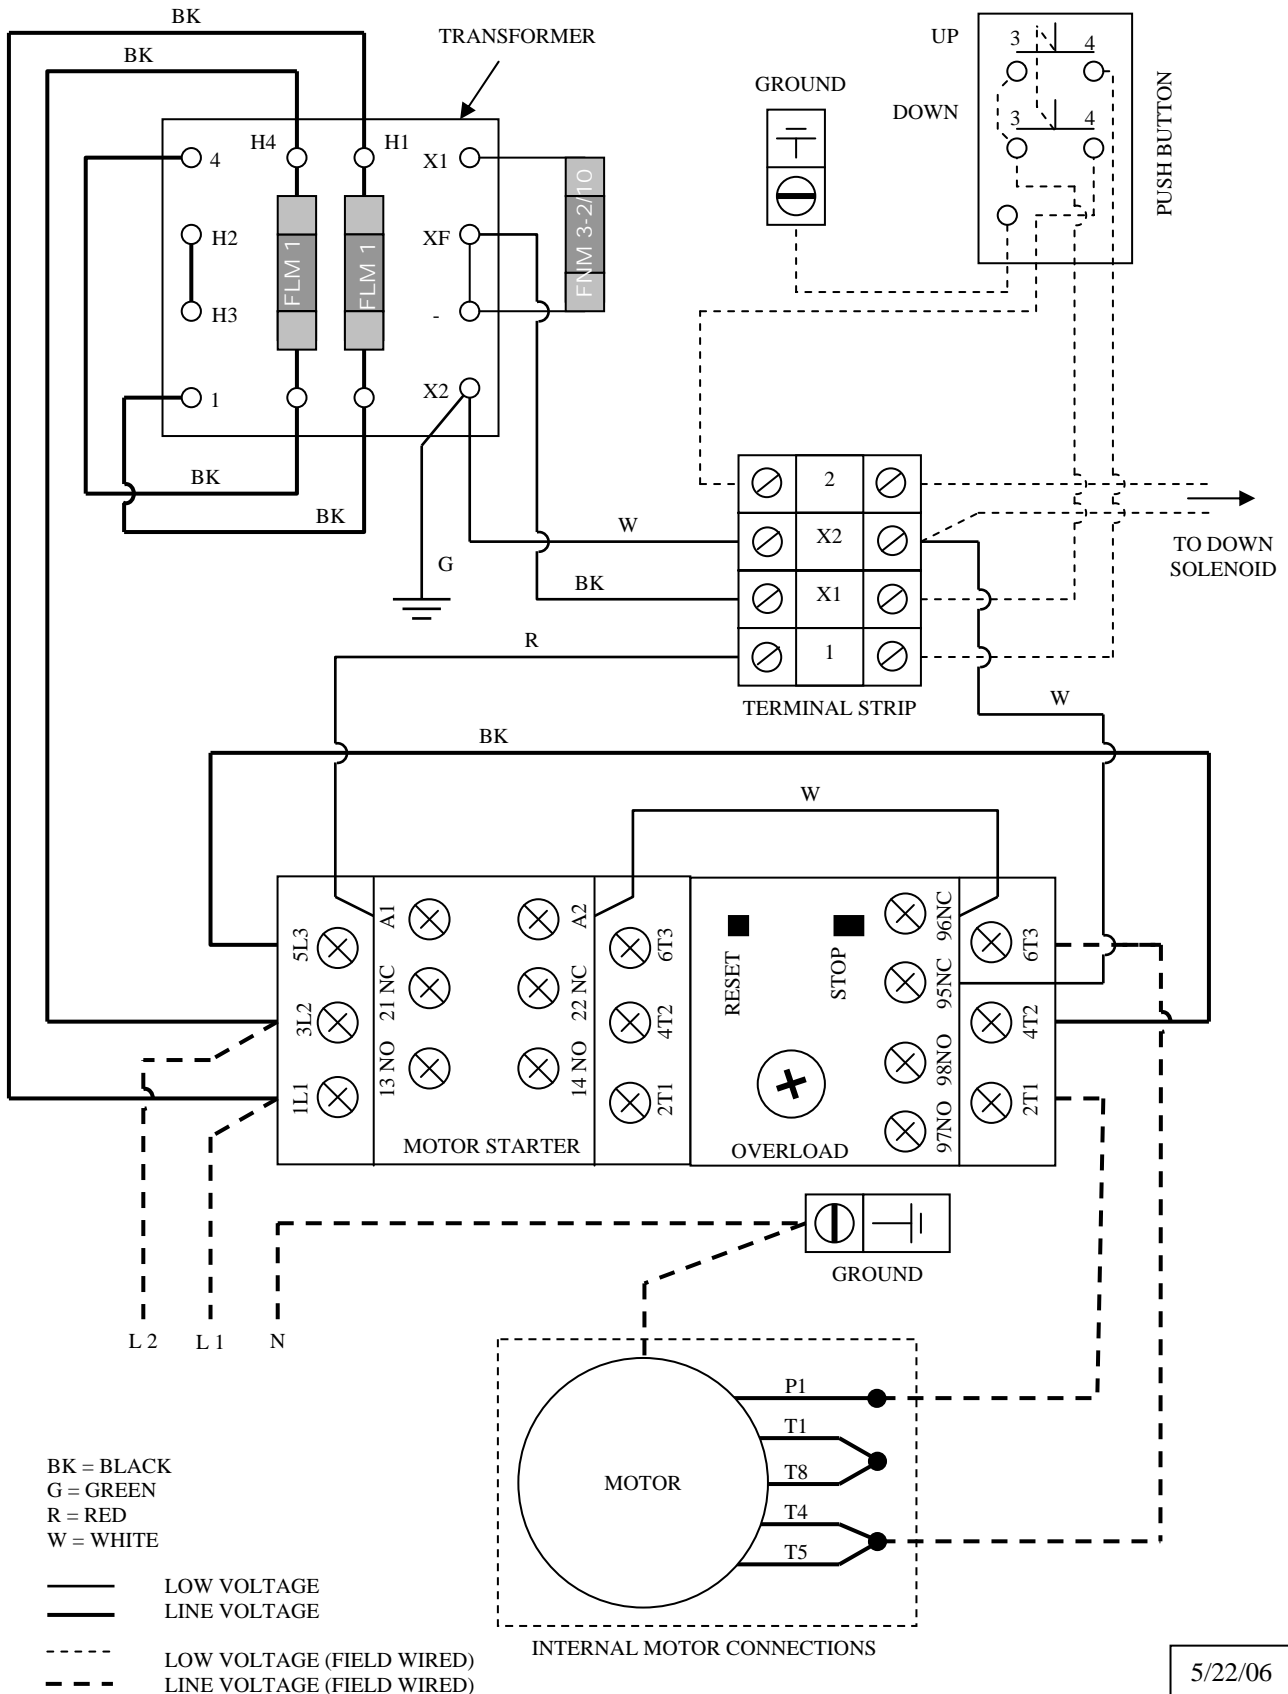 BK
BK
TRANSFORMER
UP
3
4
GROUND
DOWN
3
4
PUSH BUTTON
4
H4
H1
X1
H2
XF
H3
-
FLM 1
FLM 1
FNM 3-2/10
1
X2
BK
BK
G
W
BK
R
2
X2
X1
1
TO DOWN
SOLENOID
TERMINAL STRIP
W
BK
W
5L3
3L2
1L1
A1
21 NC
13 NO
A2
22 NC
14 NO
6T3
4T2
2T1
MOTOR STARTER
RESET
STOP
OVERLOAD
96NC
95NC
98NO
97NO
6T3
4T2
2T1
GROUND
L 2
L 1
N
P1
T1
T8
T4
T5
MOTOR
INTERNAL MOTOR CONNECTIONS
BK = BLACK
G = GREEN
R = RED
W = WHITE
LOW VOLTAGE
LINE VOLTAGE
LOW VOLTAGE (FIELD WIRED)
LINE VOLTAGE (FIELD WIRED)
5/22/06